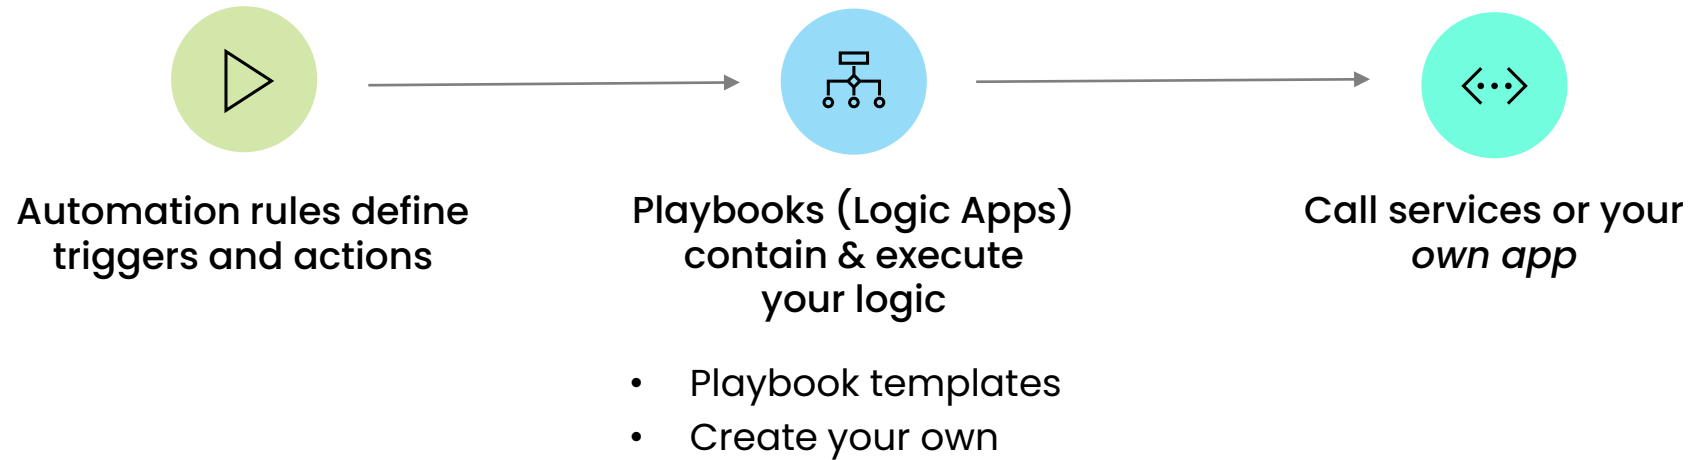 Automation rules define
triggers and actions
Playbooks (Logic Apps)
contain & execute
your logic
• Playbook templates
• Create your own
Call services or your
own app